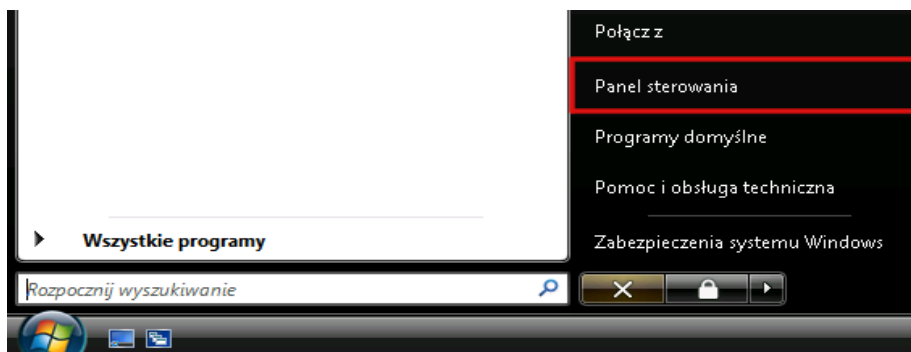 Połącz z
Panel sterowania
Programy domyślne
Pomoc i obsługa techniczna
Wszystkie programy
Zabezpieczenia systemu Windows
Rozpocznij wyszukiwanie